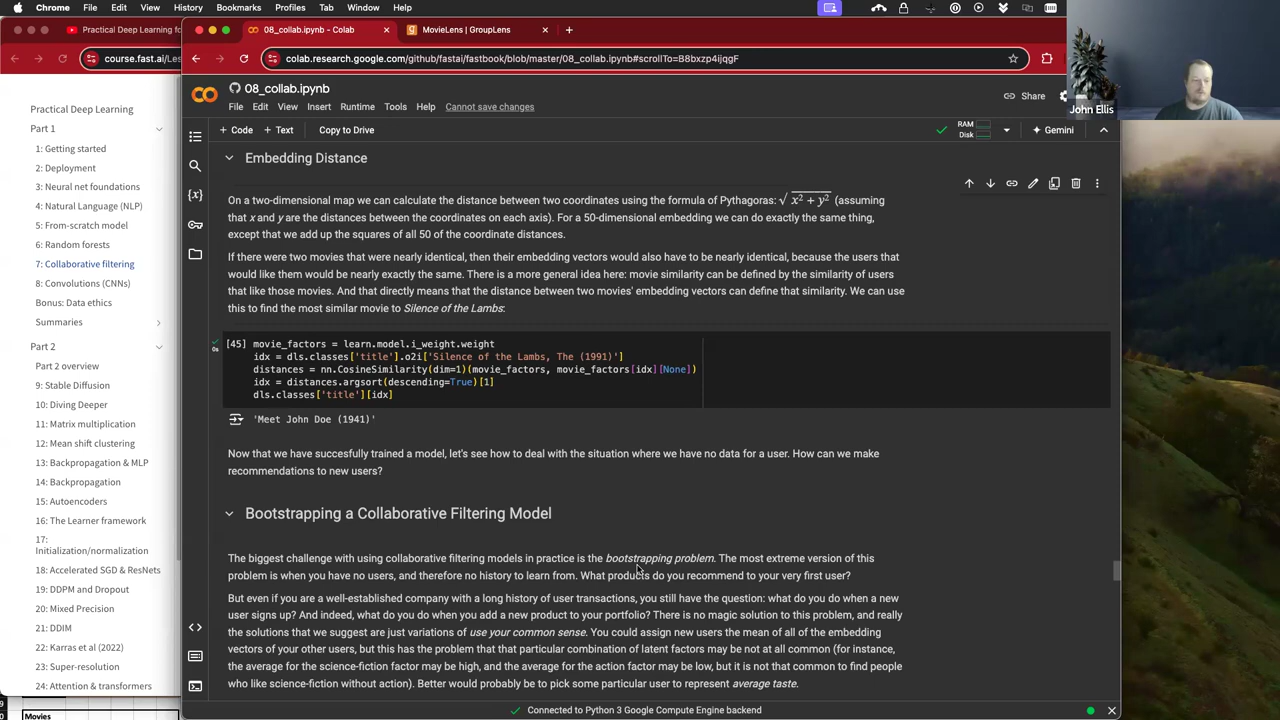 Chrome File Edit View History Bookmarks Profiles Tab Window Help
Practical Deep Learning fo
08_collab.ipynb - Colab
MovieLens | GroupLens
course.fast.ai/Les
colab.research.google.com/github/fastai/fastbook/blob/master/08_collab.ipynb#scrollTo=B8bxzp4ijqgF
08_collab.ipynb
File Edit View Insert Runtime Tools Help Cannot save changes
Share
John Ellis
+ Code + Text Copy to Drive
RAM
Disk
Gemini
Practical Deep Learning
Part 1
1: Getting started
2: Deployment
3: Neural net foundations
4: Natural Language (NLP)
5: From-scratch model
6: Random forests
7: Collaborative filtering
8: Convolutions (CNNs)
Bonus: Data ethics
Summaries
Part 2
Part 2 overview
9: Stable Diffusion
10: Diving Deeper
11: Matrix multiplication
12: Mean shift clustering
13: Backpropagation & MLP
14: Backpropagation
15: Autoencoders
16: The Learner framework
17:
Initialization/normalization
18: Accelerated SGD & ResNets
19: DDPM and Dropout
20: Mixed Precision
21: DDIM
22: Karras et al (2022)
23: Super-resolution
24: Attention & transformers
Movies
Embedding Distance
On a two-dimensional map we can calculate the distance between two coordinates using the formula of Pythagoras: √x² + y² (assuming
that x and y are the distances between the coordinates on each axis). For a 50-dimensional embedding we can do exactly the same thing,
except that we add up the squares of all 50 of the coordinate distances.
If there were two movies that were nearly identical, then their embedding vectors would also have to be nearly identical, because the users that
would like them would be nearly exactly the same. There is a more general idea here: movie similarity can be defined by the similarity of users
that like those movies. And that directly means that the distance between two movies' embedding vectors can define that similarity. We can use
this to find the most similar movie to Silence of the Lambs:
[45] movie_factors = learn.model.i_weight.weight
0s
idx = dls.classes['title'].o2i['Silence of the Lambs, The (1991)']
distances = nn.CosineSimilarity(dim=1)(movie_factors, movie_factors[idx][None])
idx = distances.argsort(descending=True)[1]
dls.classes['title'][idx]
'Meet John Doe (1941)'
Now that we have succesfully trained a model, let's see how to deal with the situation where we have no data for a user. How can we make
recommendations to new users?
Bootstrapping a Collaborative Filtering Model
The biggest challenge with using collaborative filtering models in practice is the bootstrapping problem. The most extreme version of this
problem is when you have no users, and therefore no history to learn from. What products do you recommend to your very first user?
But even if you are a well-established company with a long history of user transactions, you still have the question: what do you do when a new
user signs up? And indeed, what do you do when you add a new product to your portfolio? There is no magic solution to this problem, and really
the solutions that we suggest are just variations of use your common sense. You could assign new users the mean of all of the embedding
vectors of your other users, but this has the problem that that particular combination of latent factors may be not at all common (for instance,
the average for the science-fiction factor may be high, and the average for the action factor may be low, but it is not that common to find people
who like science-fiction without action). Better would probably be to pick some particular user to represent average taste.
Connected to Python 3 Google Compute Engine backend